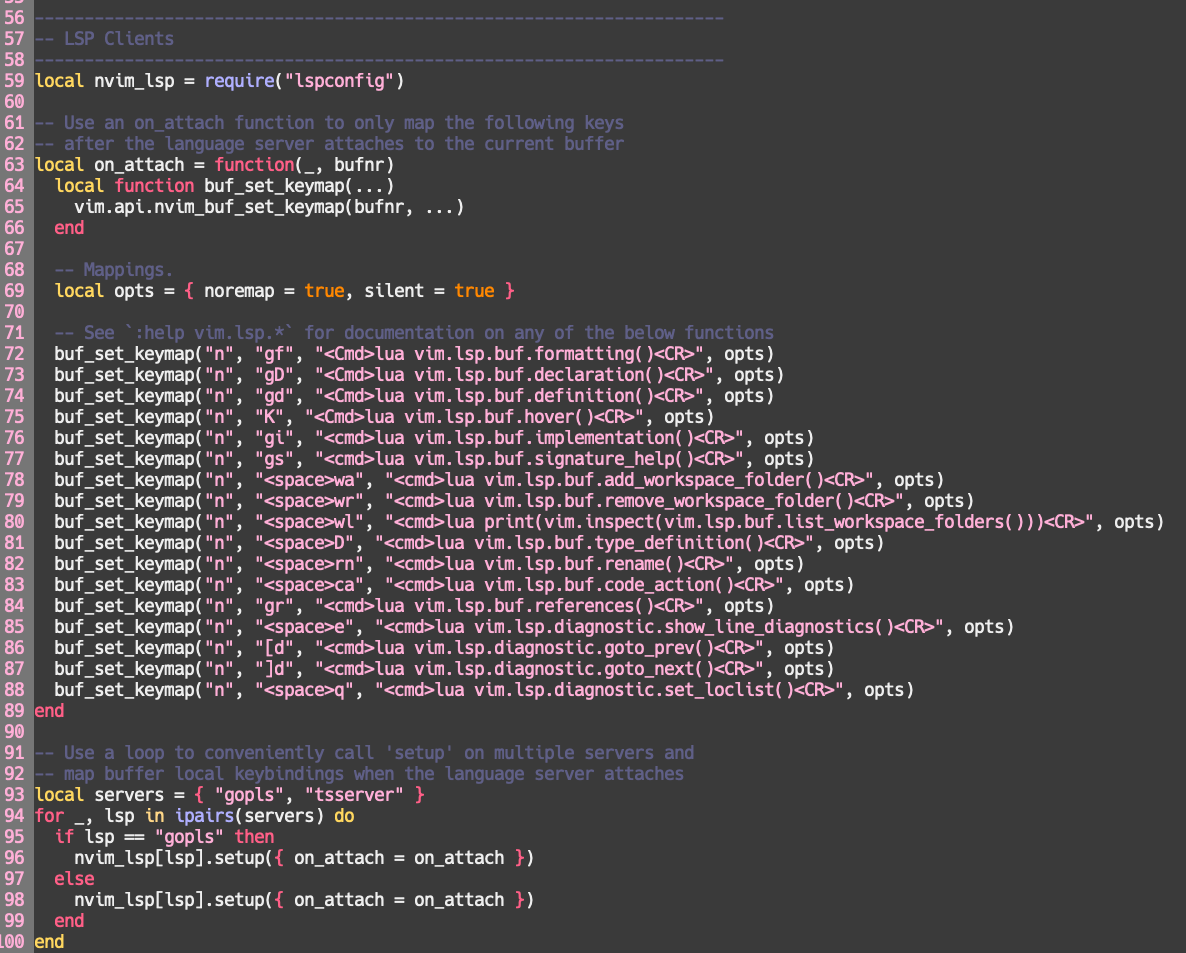 56 ---------------------------------------------------------------------
57 -- LSP Clients
58 ---------------------------------------------------------------------
59 local nvim_lsp = require("lspconfig")
60
61 -- Use an on_attach function to only map the following keys
62 -- after the language server attaches to the current buffer
63 local on_attach = function(_, bufnr)
64   local function buf_set_keymap(...)
65     vim.api.nvim_buf_set_keymap(bufnr, ...)
66   end
67
68   -- Mappings.
69   local opts = { noremap = true, silent = true }
70
71   -- See `:help vim.lsp.*` for documentation on any of the below functions
72   buf_set_keymap("n", "gf", "<Cmd>lua vim.lsp.buf.formatting()<CR>", opts)
73   buf_set_keymap("n", "gD", "<Cmd>lua vim.lsp.buf.declaration()<CR>", opts)
74   buf_set_keymap("n", "gd", "<Cmd>lua vim.lsp.buf.definition()<CR>", opts)
75   buf_set_keymap("n", "K", "<Cmd>lua vim.lsp.buf.hover()<CR>", opts)
76   buf_set_keymap("n", "gi", "<cmd>lua vim.lsp.buf.implementation()<CR>", opts)
77   buf_set_keymap("n", "gs", "<cmd>lua vim.lsp.buf.signature_help()<CR>", opts)
78   buf_set_keymap("n", "<space>wa", "<cmd>lua vim.lsp.buf.add_workspace_folder()<CR>", opts)
79   buf_set_keymap("n", "<space>wr", "<cmd>lua vim.lsp.buf.remove_workspace_folder()<CR>", opts)
80   buf_set_keymap("n", "<space>wl", "<cmd>lua print(vim.inspect(vim.lsp.buf.list_workspace_folders()))<CR>", opts)
81   buf_set_keymap("n", "<space>D", "<cmd>lua vim.lsp.buf.type_definition()<CR>", opts)
82   buf_set_keymap("n", "<space>rn", "<cmd>lua vim.lsp.buf.rename()<CR>", opts)
83   buf_set_keymap("n", "<space>ca", "<cmd>lua vim.lsp.buf.code_action()<CR>", opts)
84   buf_set_keymap("n", "gr", "<cmd>lua vim.lsp.buf.references()<CR>", opts)
85   buf_set_keymap("n", "<space>e", "<cmd>lua vim.lsp.diagnostic.show_line_diagnostics()<CR>", opts)
86   buf_set_keymap("n", "[d", "<cmd>lua vim.lsp.diagnostic.goto_prev()<CR>", opts)
87   buf_set_keymap("n", "]d", "<cmd>lua vim.lsp.diagnostic.goto_next()<CR>", opts)
88   buf_set_keymap("n", "<space>q", "<cmd>lua vim.lsp.diagnostic.set_loclist()<CR>", opts)
89 end
90
91 -- Use a loop to conveniently call 'setup' on multiple servers and
92 -- map buffer local keybindings when the language server attaches
93 local servers = { "gopls", "tsserver" }
94 for _, lsp in ipairs(servers) do
95   if lsp == "gopls" then
96     nvim_lsp[lsp].setup({ on_attach = on_attach })
97   else
98     nvim_lsp[lsp].setup({ on_attach = on_attach })
99   end
100 end